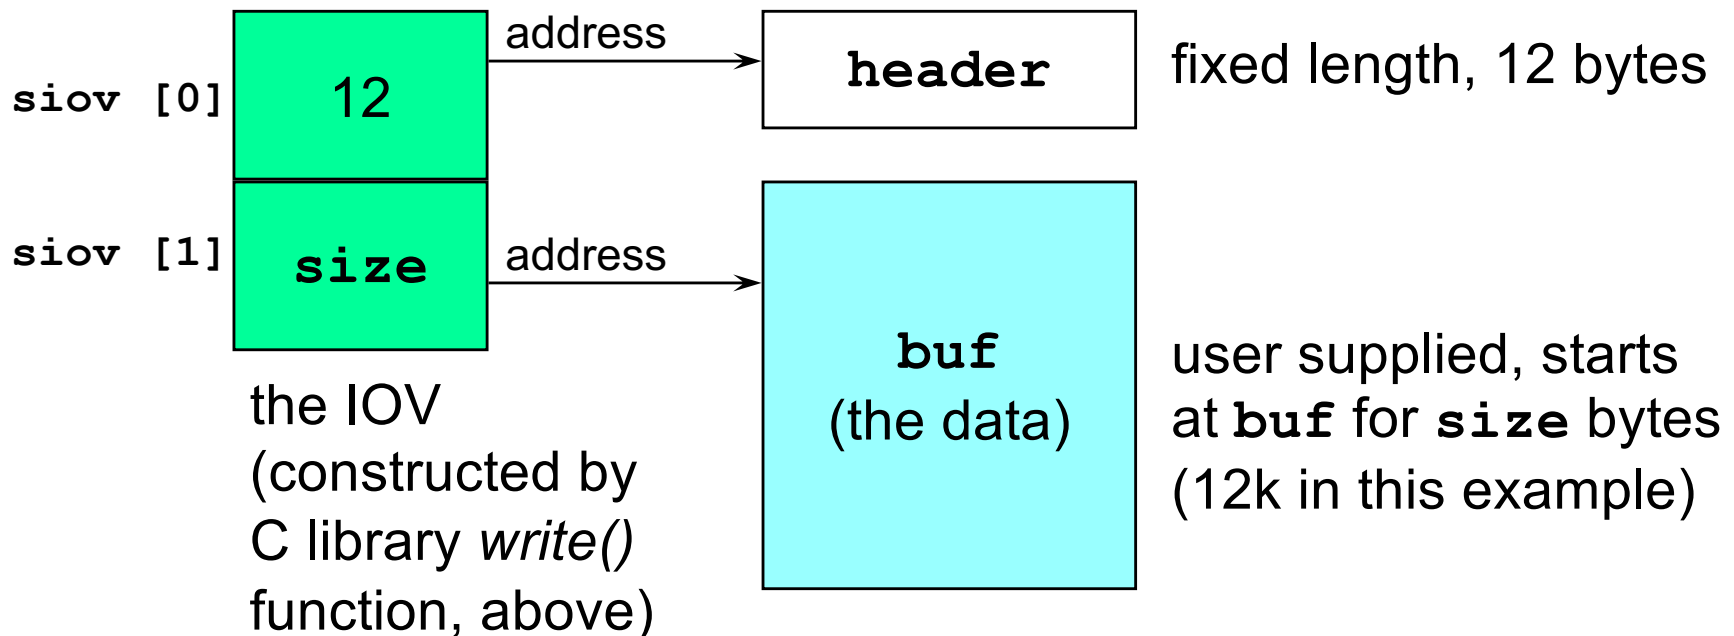 siov [0]
12
address
header
fixed length, 12 bytes
siov [1]
size
address
buf
(the data)
user supplied, starts
at buf for size bytes
(12k in this example)
the IOV
(constructed by
C library write()
function, above)